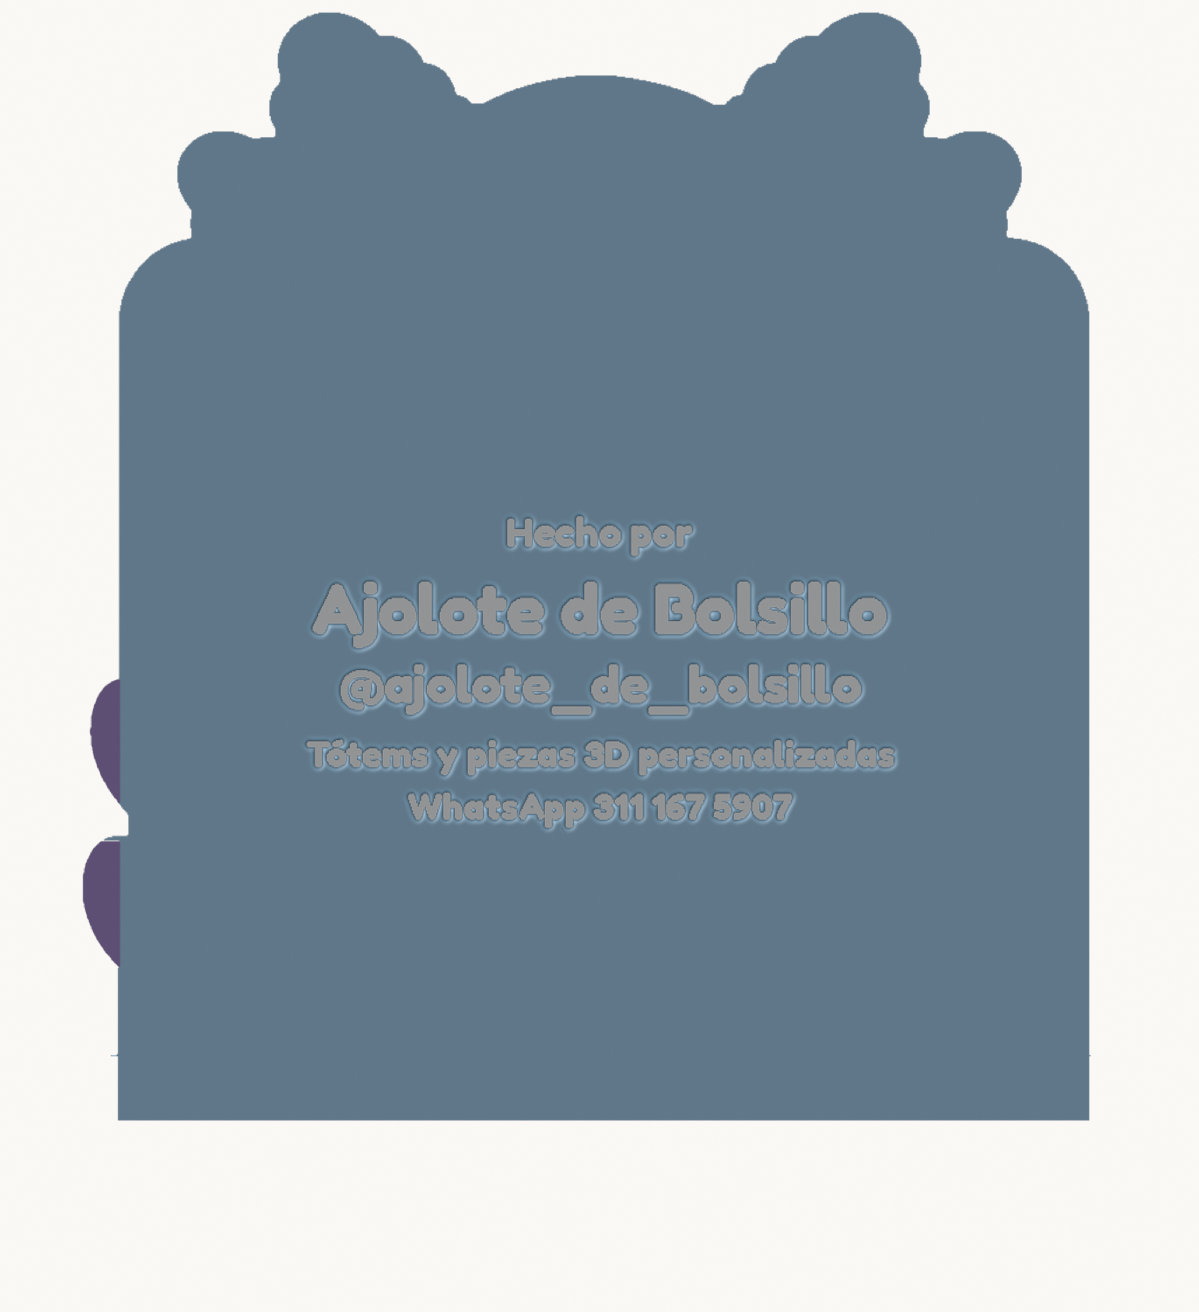 Hecho por
Ajolote de Bolsillo
@ajolote_de_bolsillo
Tótems y piezas 3D personalizadas
WhatsApp 311 167 5907